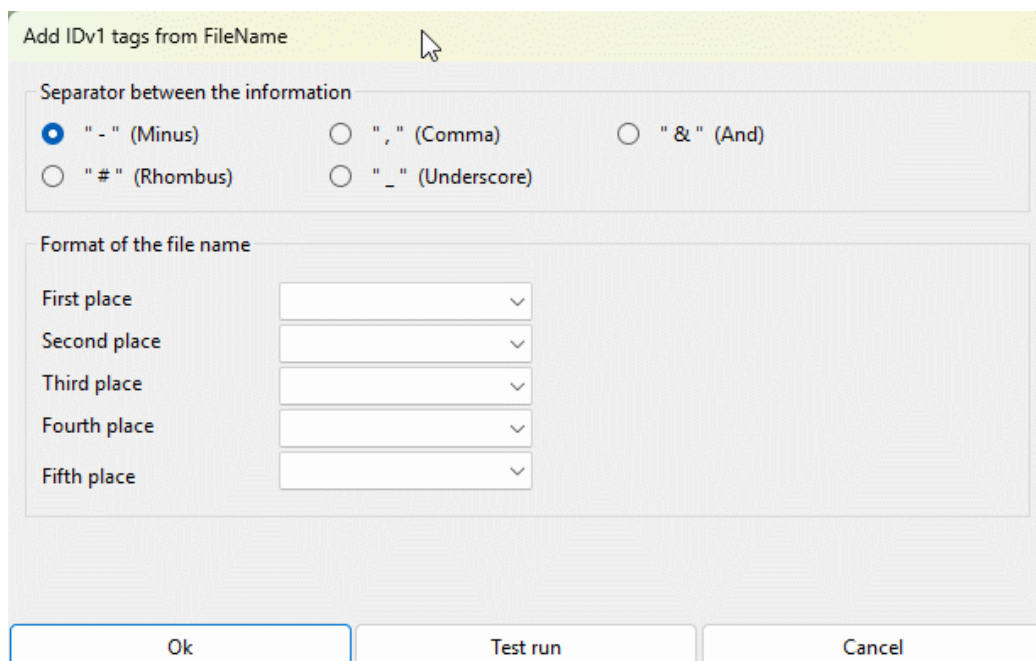 Add IDv1 tags from FileName
Separator between the information
" - " (Minus) " , " (Comma) " & " (And)
" # " (Rhombus) " _ " (Underscore)
Format of the file name
First place
Second place
Third place
Fourth place
Fifth place
Ok Test run Cancel